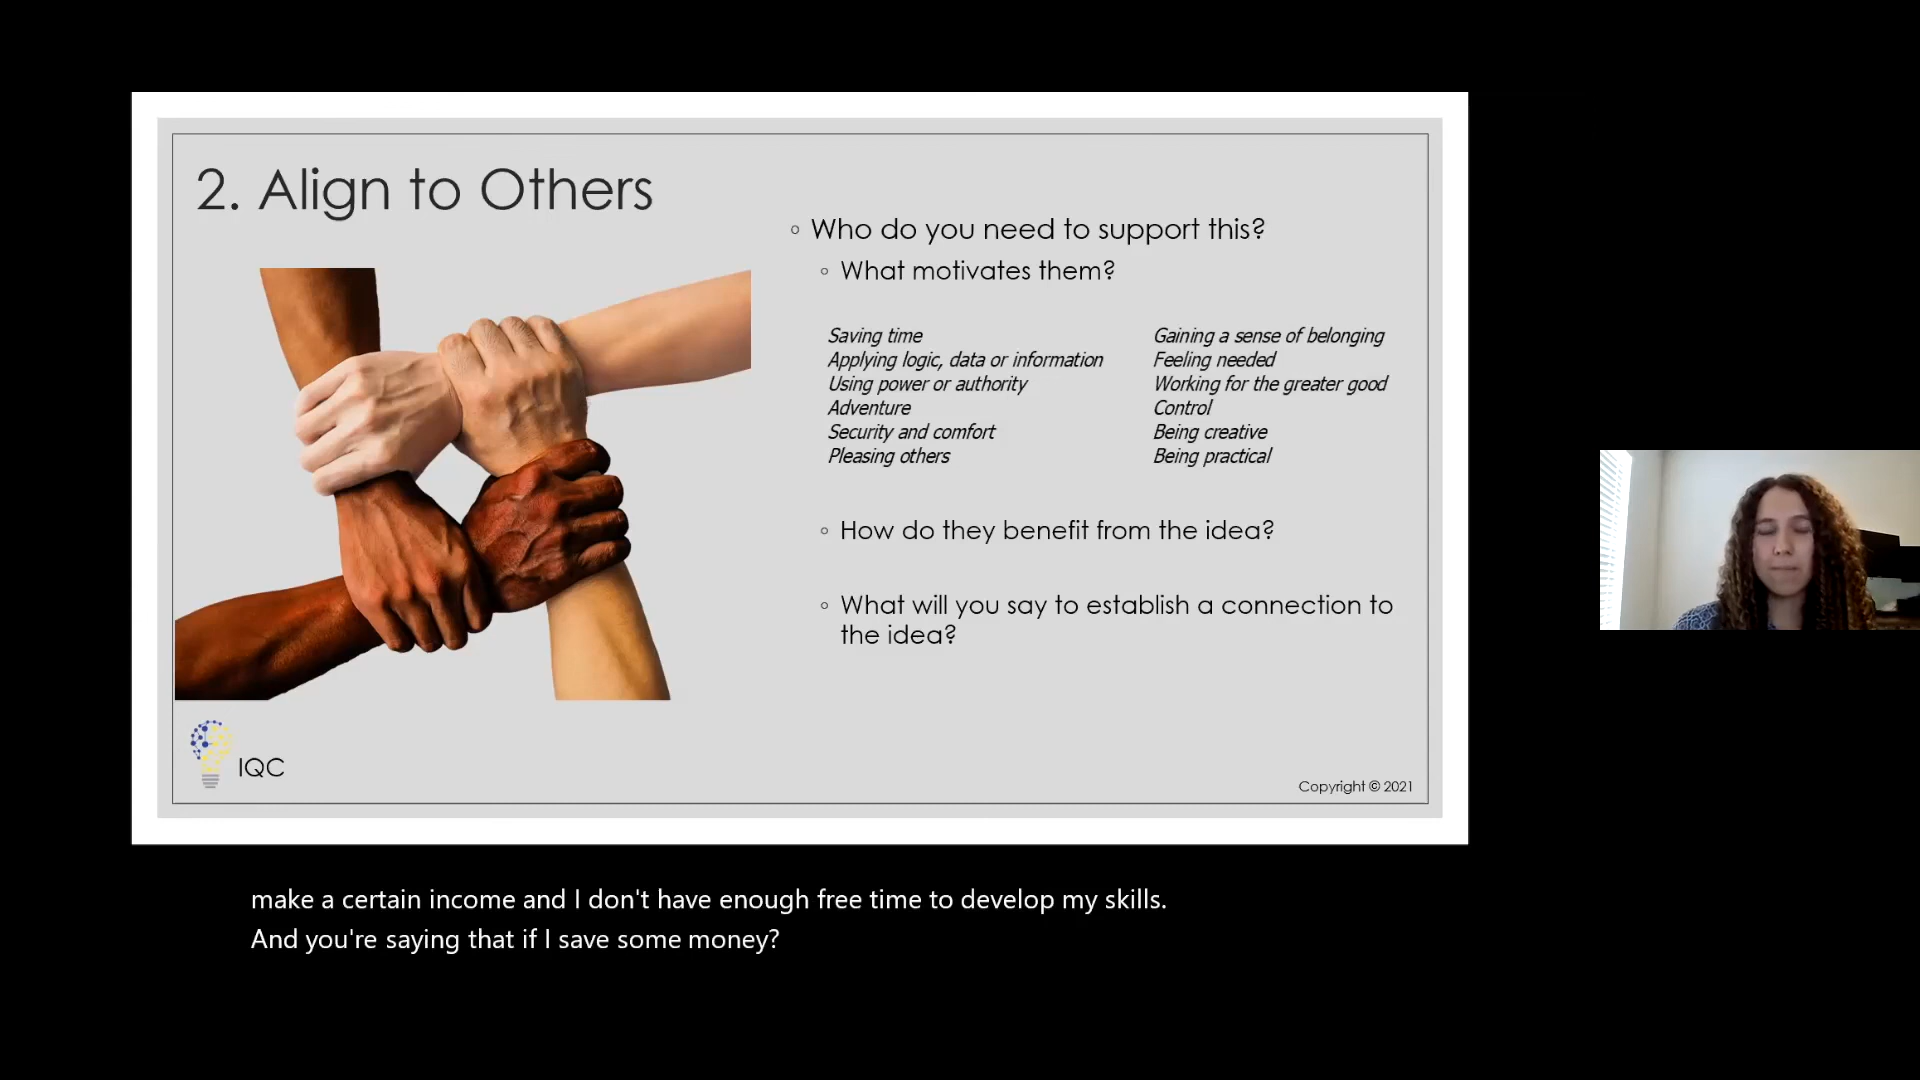 2. Align to Others
Who do you need to support this?
What motivates them?
Saving time
Applying logic, data or information
Using power or authority
Adventure
Security and comfort
Pleasing others
Gaining a sense of belonging
Feeling needed
Working for the greater good
Control
Being creative
Being practical
How do they benefit from the idea?
What will you say to establish a connection to
the idea?
IQC
Copyright © 2021
make a certain income and I don't have enough free time to develop my skills.
And you're saying that if I save some money?